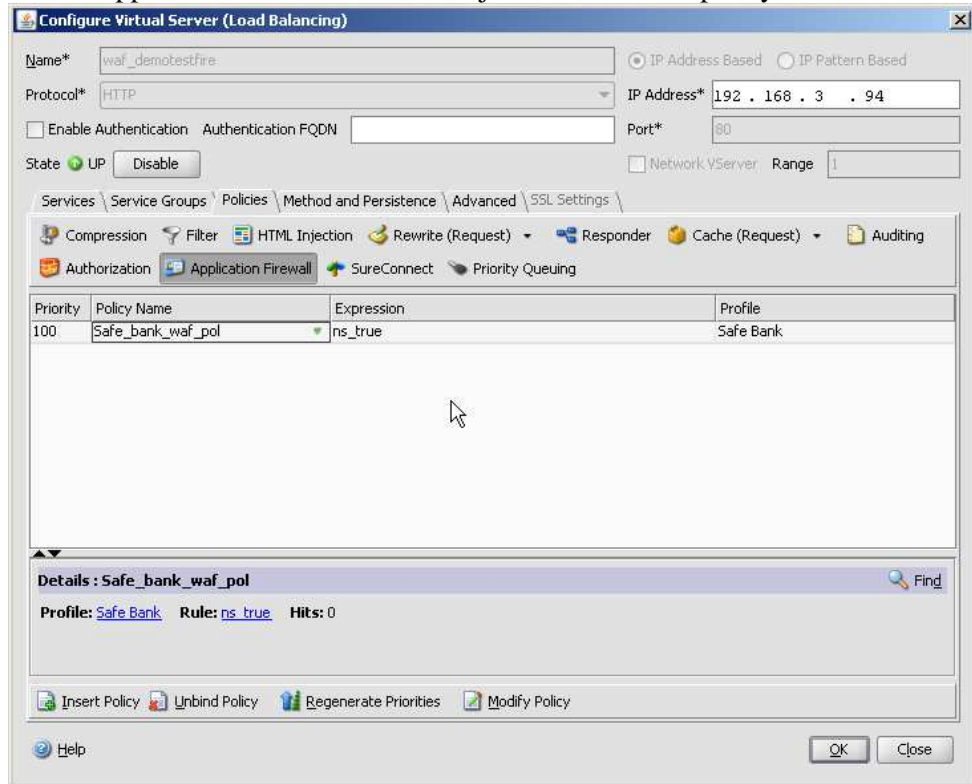 Configure Virtual Server (Load Balancing)
Name* waf_demotestfire IP Address Based IP Pattern Based
Protocol* HTTP IP Address* 192 . 168 . 3 . 94
Enable Authentication Authentication FQDN Port* 80
State UP Disable Network VServer Range 1
Services \ Service Groups \ Policies \ Method and Persistence \ Advanced \ SSL Settings \
Compression Filter HTML Injection Rewrite (Request) Responder Cache (Request) Auditing
Authorization Application Firewall SureConnect Priority Queuing
Priority Policy Name Expression Profile
100 Safe_bank_waf_pol ns_true Safe Bank
Details : Safe_bank_waf_pol Find
Profile: Safe Bank Rule: ns_true Hits: 0
Insert Policy Unbind Policy Regenerate Priorities Modify Policy
Help OK Close